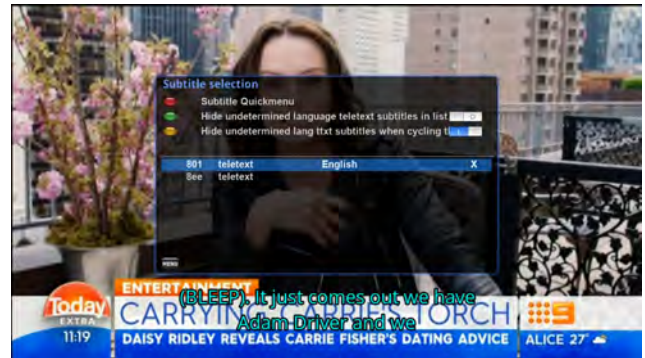 Subtitle selection
Subtitle Quickmenu
Hide undetermined language teletext subtitles in list
Hide undetermined lang ttxt subtitles when cycling t
801 teletext English X
8ee teletext
MENU
ENTERTAINMENT
(BLEEP). It just comes out we have
CARRYING CARRIE'S TORCH
Adam Driver and we
Today
EXTRA
11:19
DAISY RIDLEY REVEALS CARRIE FISHER'S DATING ADVICE
ALICE 27°
9